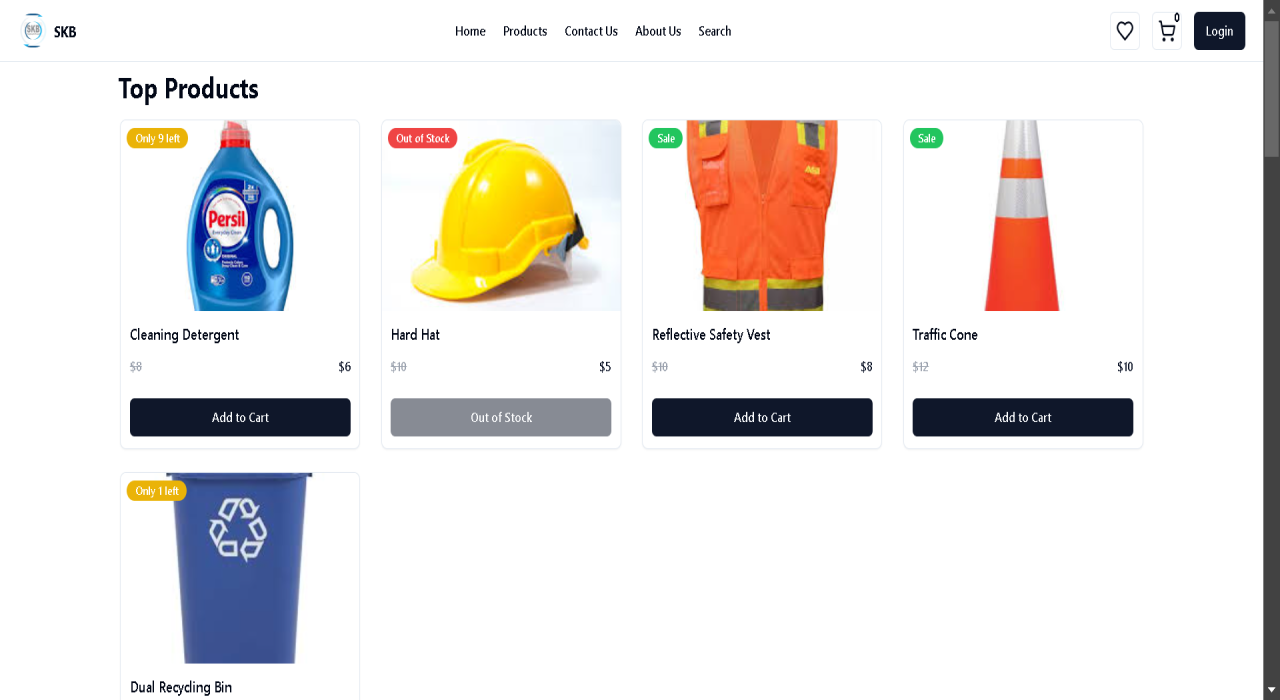 SKB
SKB
Home
Products
Contact Us
About Us
Search
0
Login
Top Products
Only 9 left
Persil
Everyday Clean
Cleaning Detergent
$8
$6
Add to Cart
Out of Stock
Hard Hat
$10
$5
Out of Stock
Sale
Reflective Safety Vest
$10
$8
Add to Cart
Sale
Traffic Cone
$12
$10
Add to Cart
Only 1 left
Dual Recycling Bin